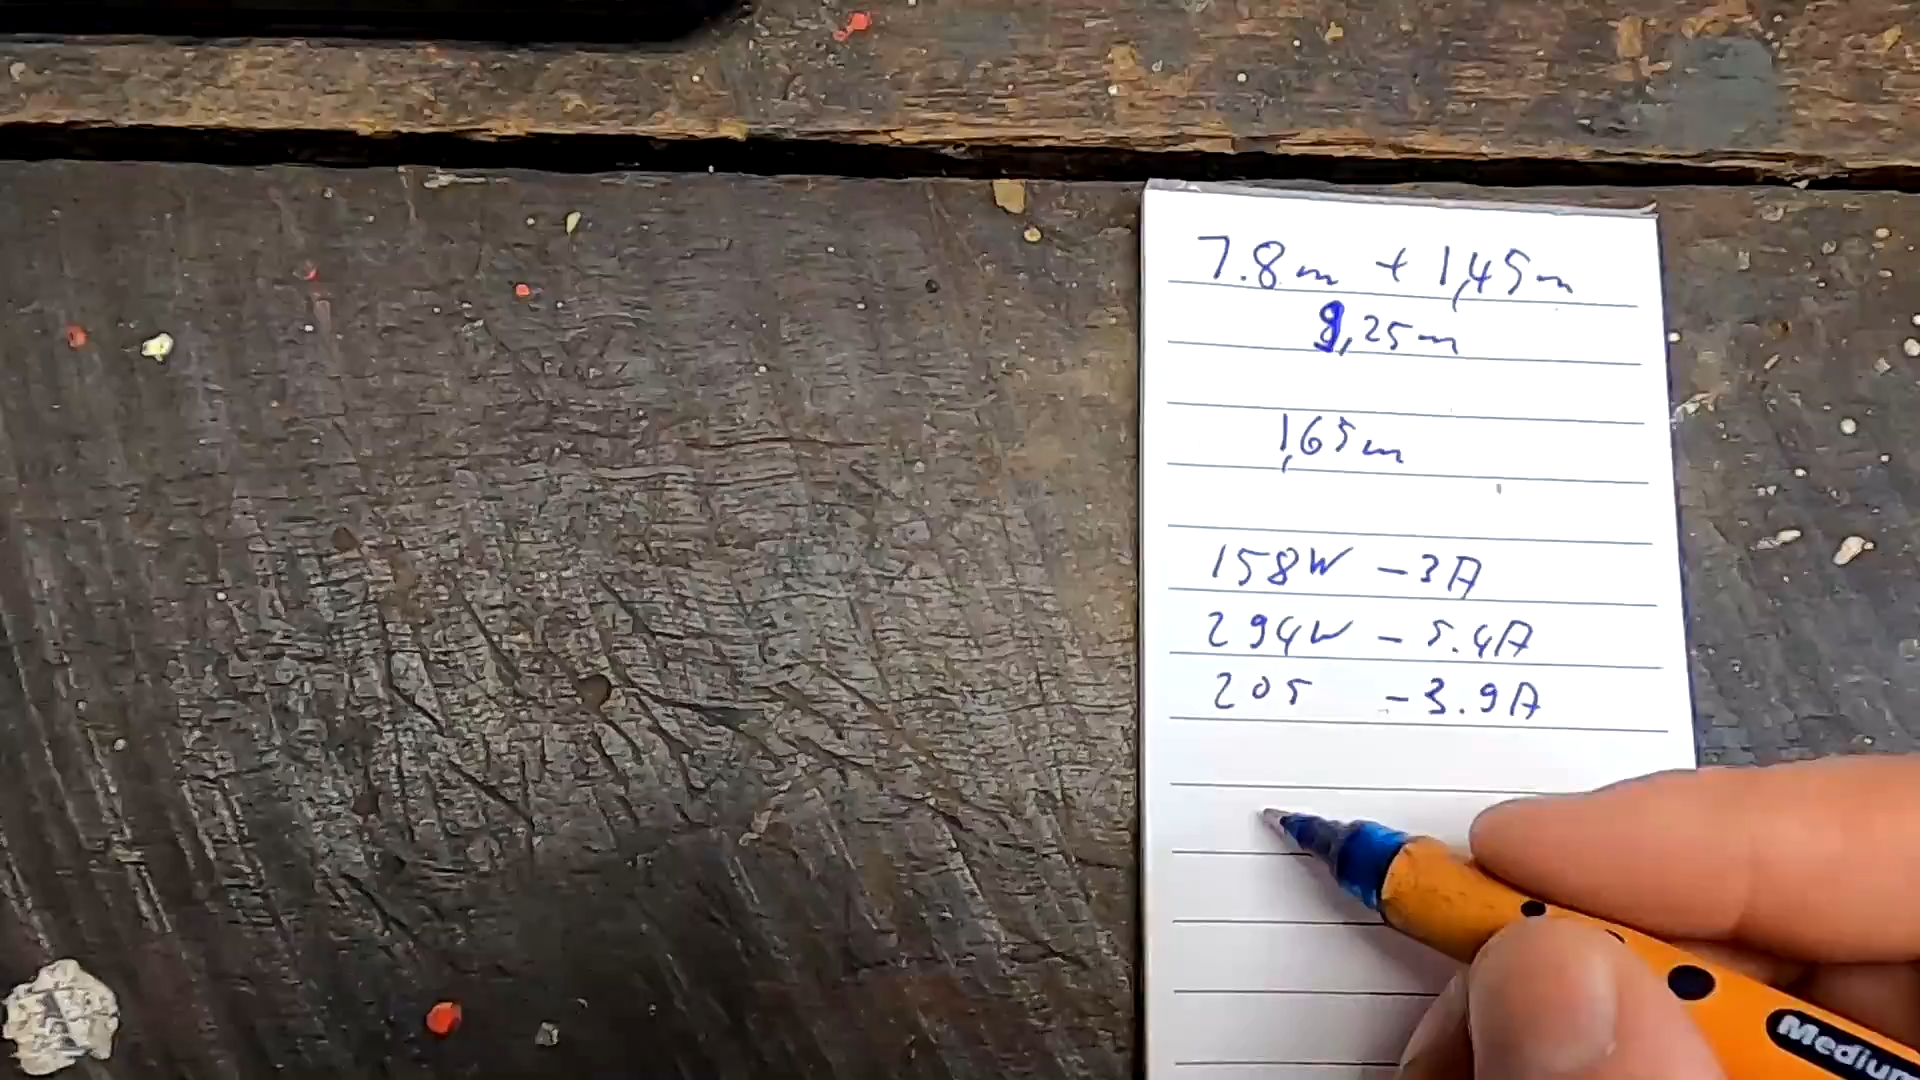 7.8m + 1,45m
9,25m
1,65m
158W - 3A
294W - 5.4A
205 - 3.9A
Medium